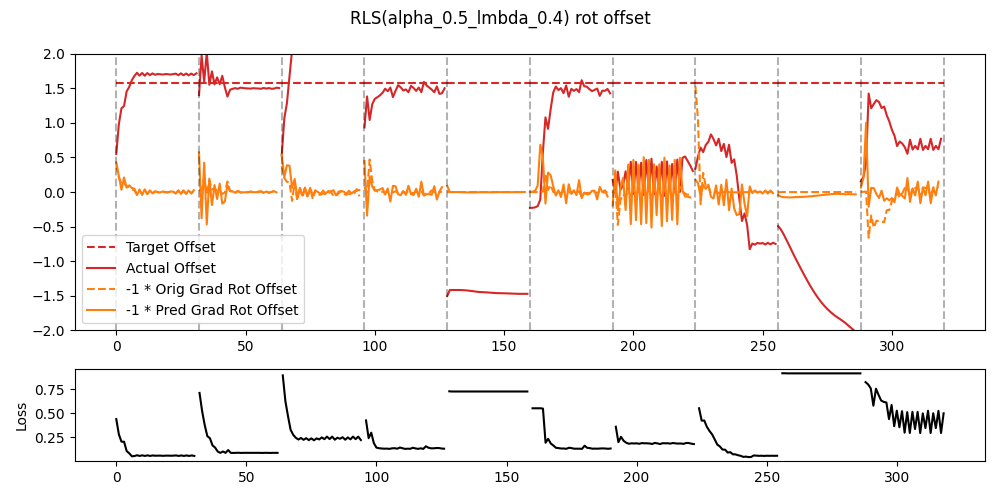 RLS(alpha_0.5_lmbda_0.4) rot offset
2.0
1.5
1.0
0.5
0.0
−0.5
−1.0
−1.5
−2.0
Target Offset
Actual Offset
-1 * Orig Grad Rot Offset
-1 * Pred Grad Rot Offset
0 50 100 150 200 250 300
Loss
0.75
0.50
0.25
0 50 100 150 200 250 300